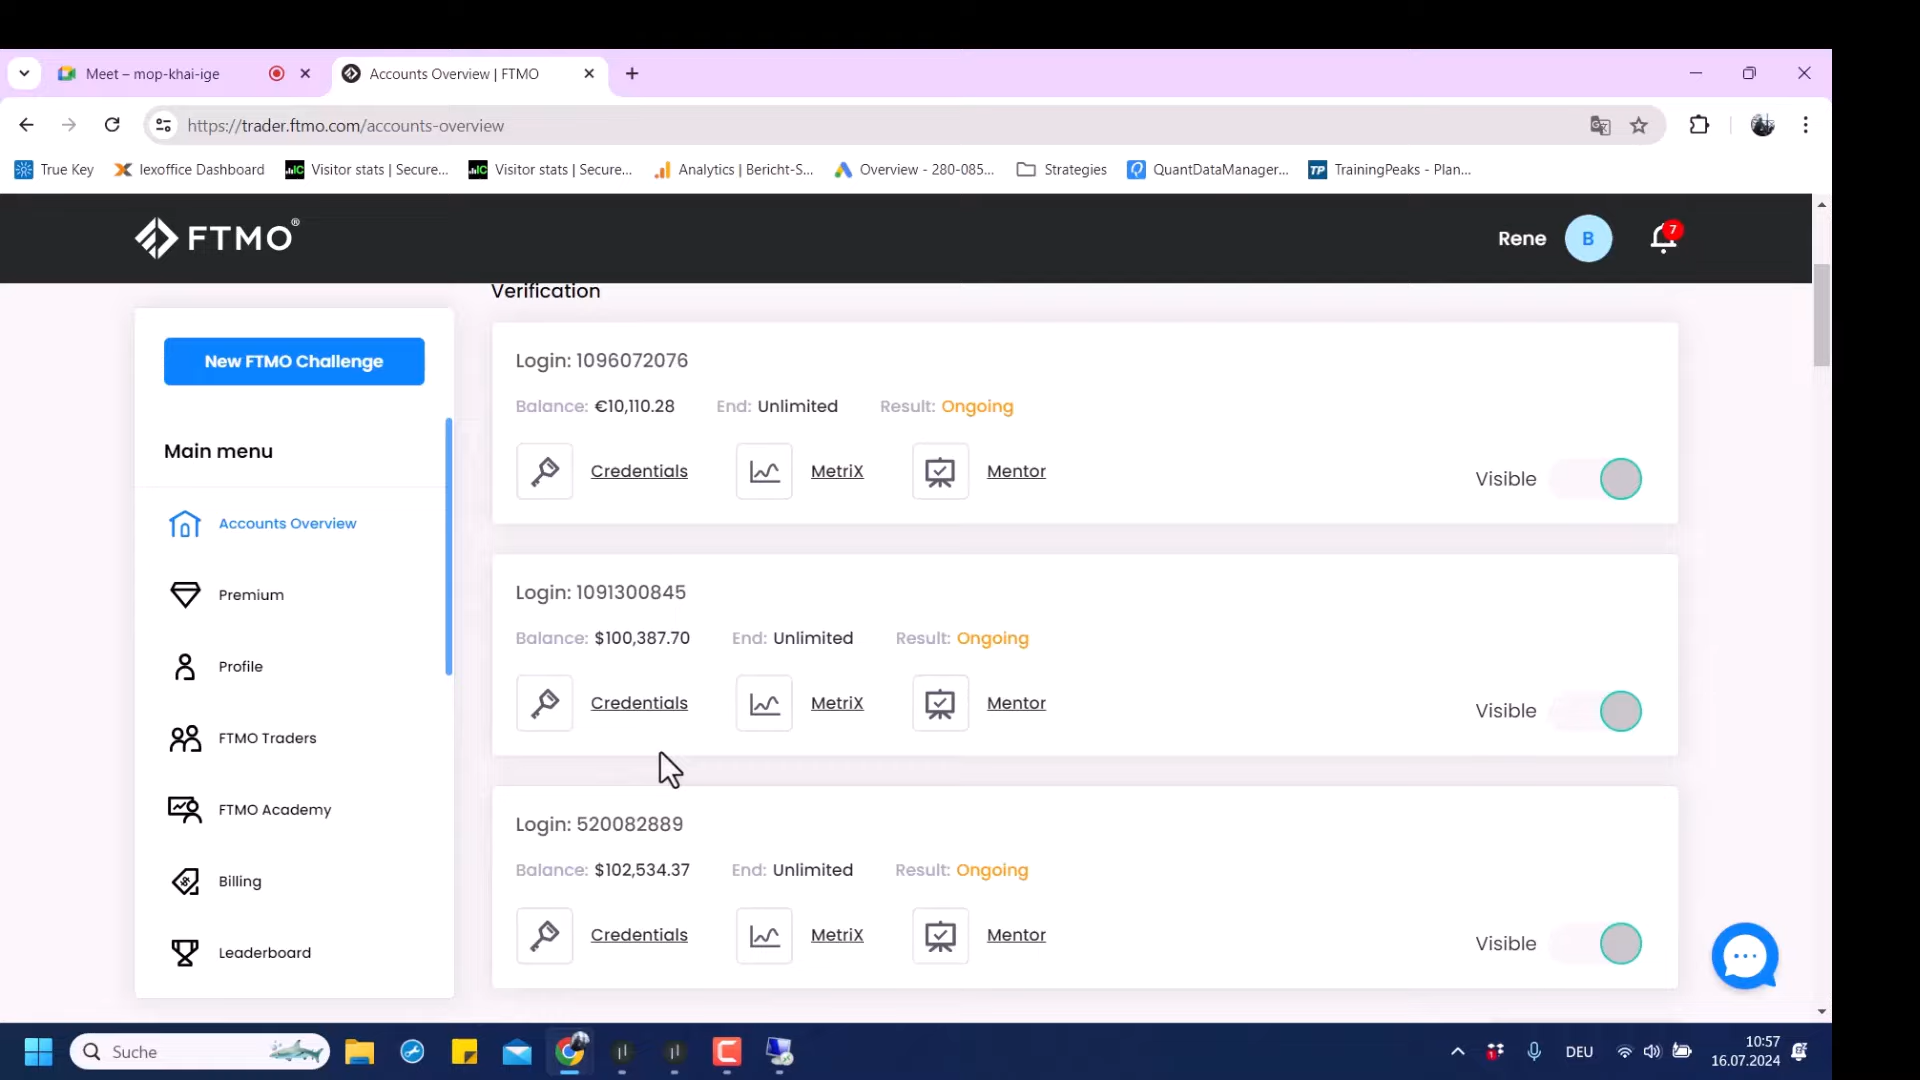 Meet – mop-khai-ige
Accounts Overview | FTMO
https://trader.ftmo.com/accounts-overview
True Key
lexoffice Dashboard
Visitor stats | Secure...
Visitor stats | Secure...
Analytics | Bericht-S...
Overview - 280-085...
Strategies
QuantDataManager...
TP
TrainingPeaks - Plan...
FTMO®
Rene
B
7
New FTMO Challenge
Main menu
Accounts Overview
Premium
Profile
FTMO Traders
FTMO Academy
Billing
Leaderboard
Verification
Login: 1096072076
Balance: €10,110.28 End: Unlimited Result: Ongoing
Credentials MetriX Mentor
Visible
Login: 1091300845
Balance: $100,387.70 End: Unlimited Result: Ongoing
Credentials MetriX Mentor
Visible
Login: 520082889
Balance: $102,534.37 End: Unlimited Result: Ongoing
Credentials MetriX Mentor
Visible
Suche
DEU
10:57
16.07.2024